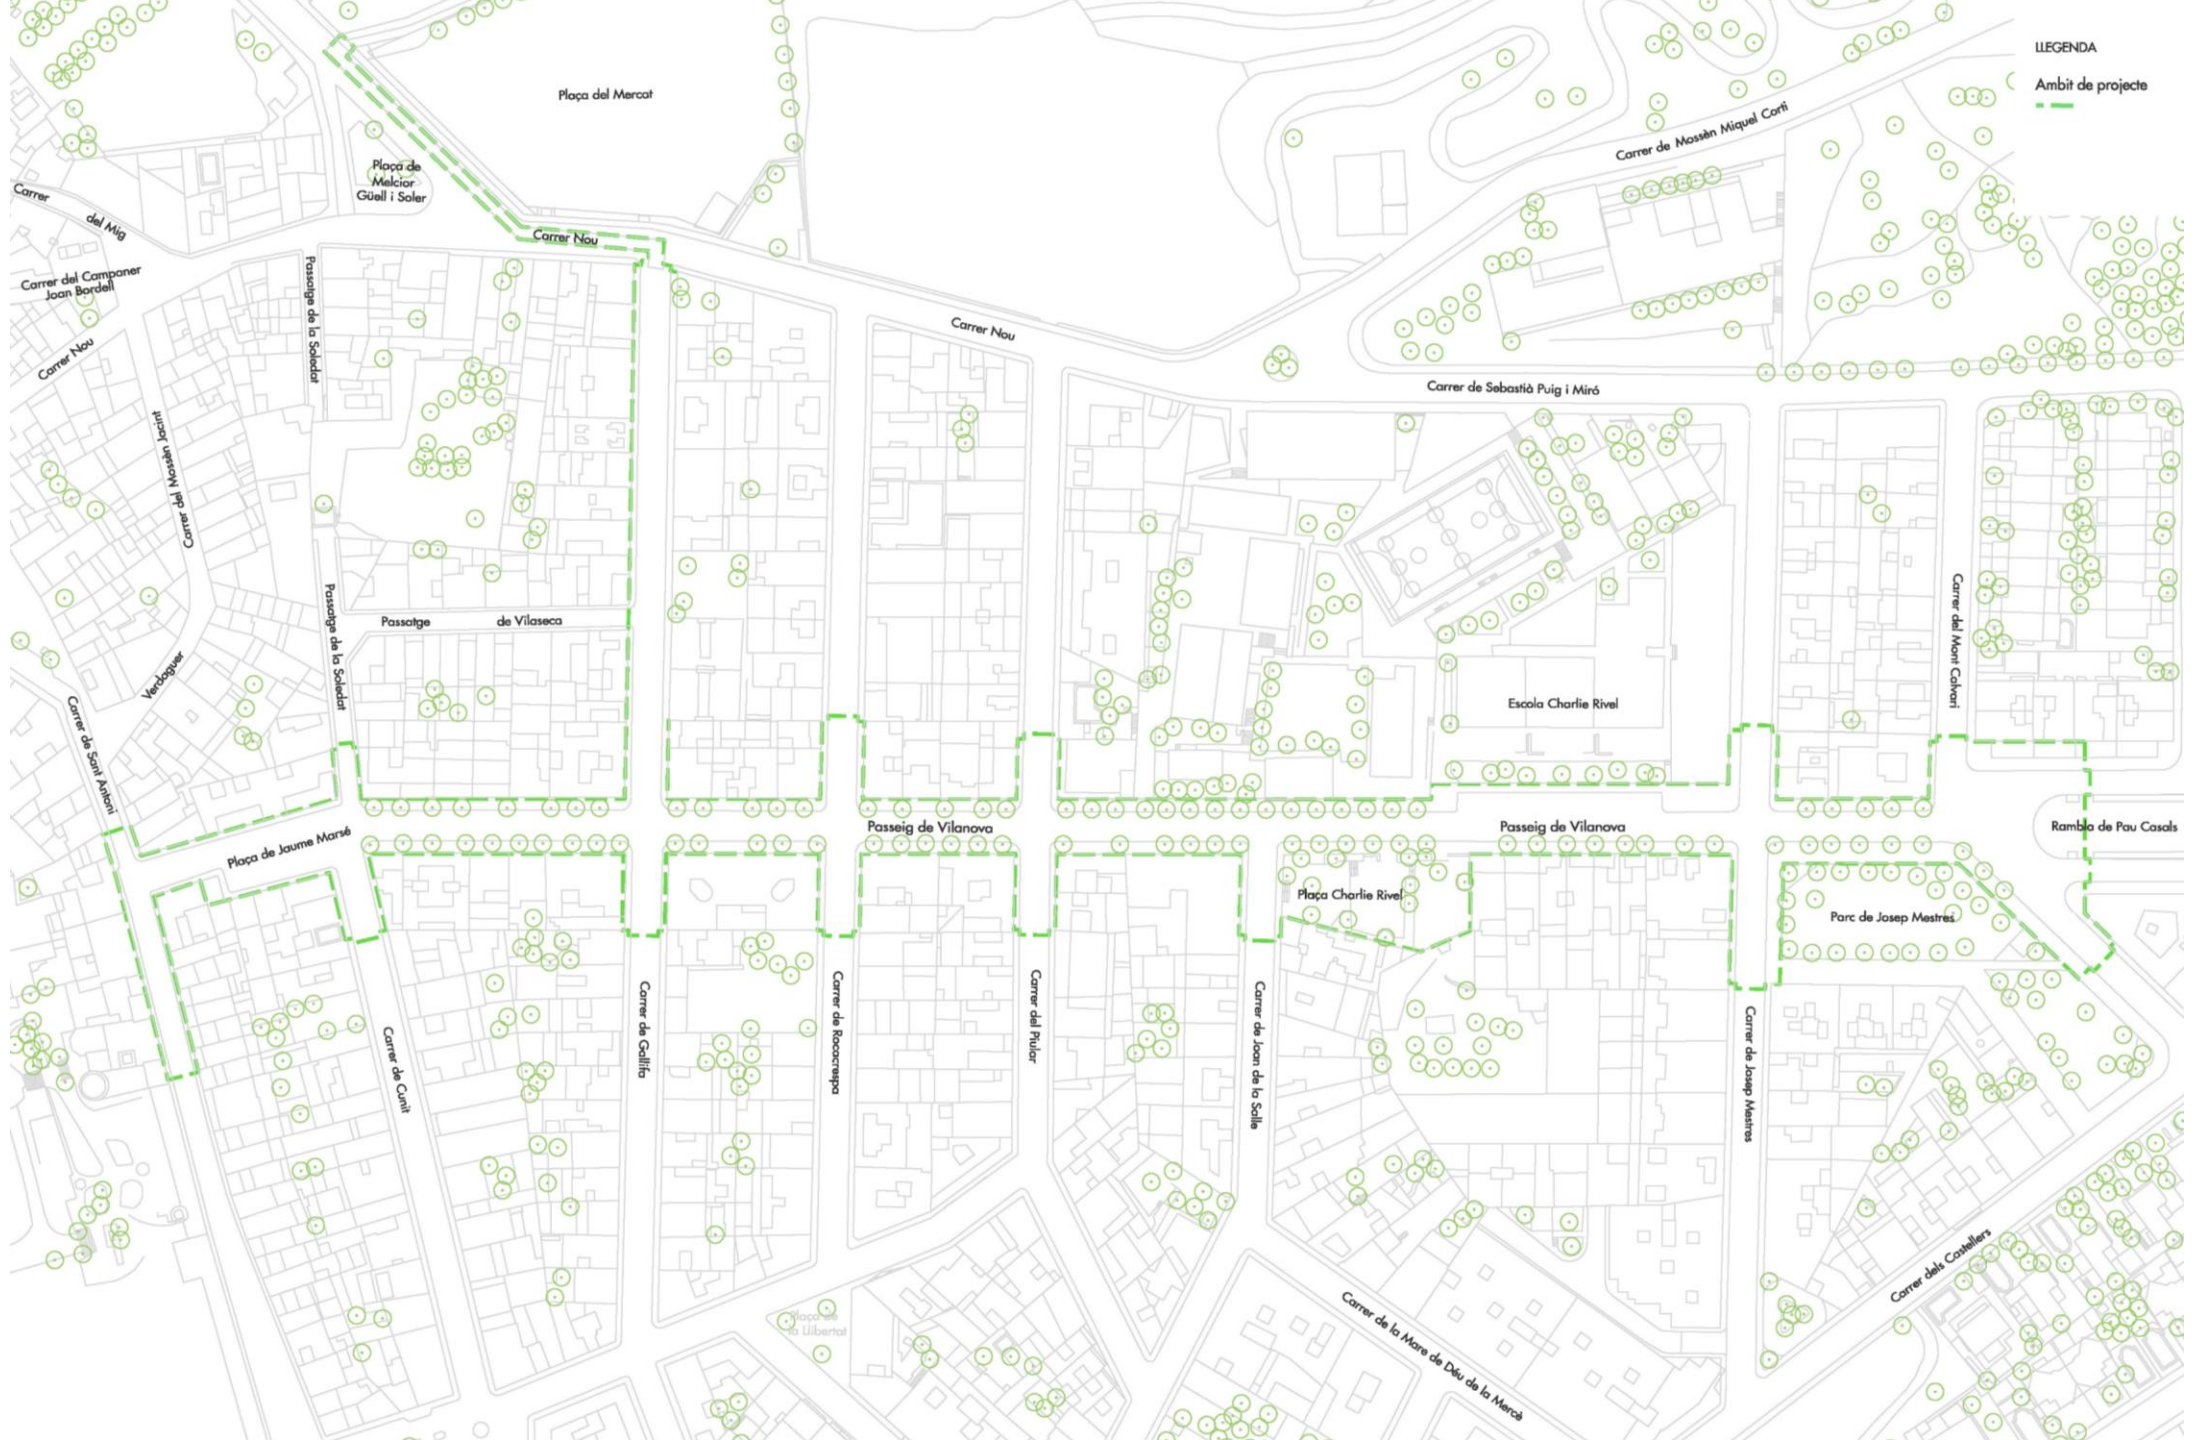 LLEGENDA
Ambit de projecte
Plaça del Mercat
Carrer de Mossèn Miquel Corti
Plaça de
Melcior
Güell i Soler
Carrer
del Mig
Carrer Nou
Carrer del Campaner
Joan Bordell
Passatge de la Soledat
Carrer Nou
Carrer Nou
Carrer de Sebastià Puig i Miró
Carrer del Mossèn Jacint
Verdaguer
Passatge de la Soledat
Passatge
de Vilaseca
Carrer del Mont Calvari
Escola Charlie Rivel
Carrer de Sant Antoni
Plaça de Jaume Marsé
Passeig de Vilanova
Passeig de Vilanova
Rambla de Pau Casals
Plaça Charlie Rivel
Parc de Josep Mestres
Carrer de Cunit
Carrer de Gallifa
Carrer de Rocacrespa
Carrer del Piular
Carrer de Joan de la Salle
Carrer de Josep Mestres
Carrer dels Castellers
Plaça de
la Llibertat
Carrer de la Mare de Déu de la Mercè